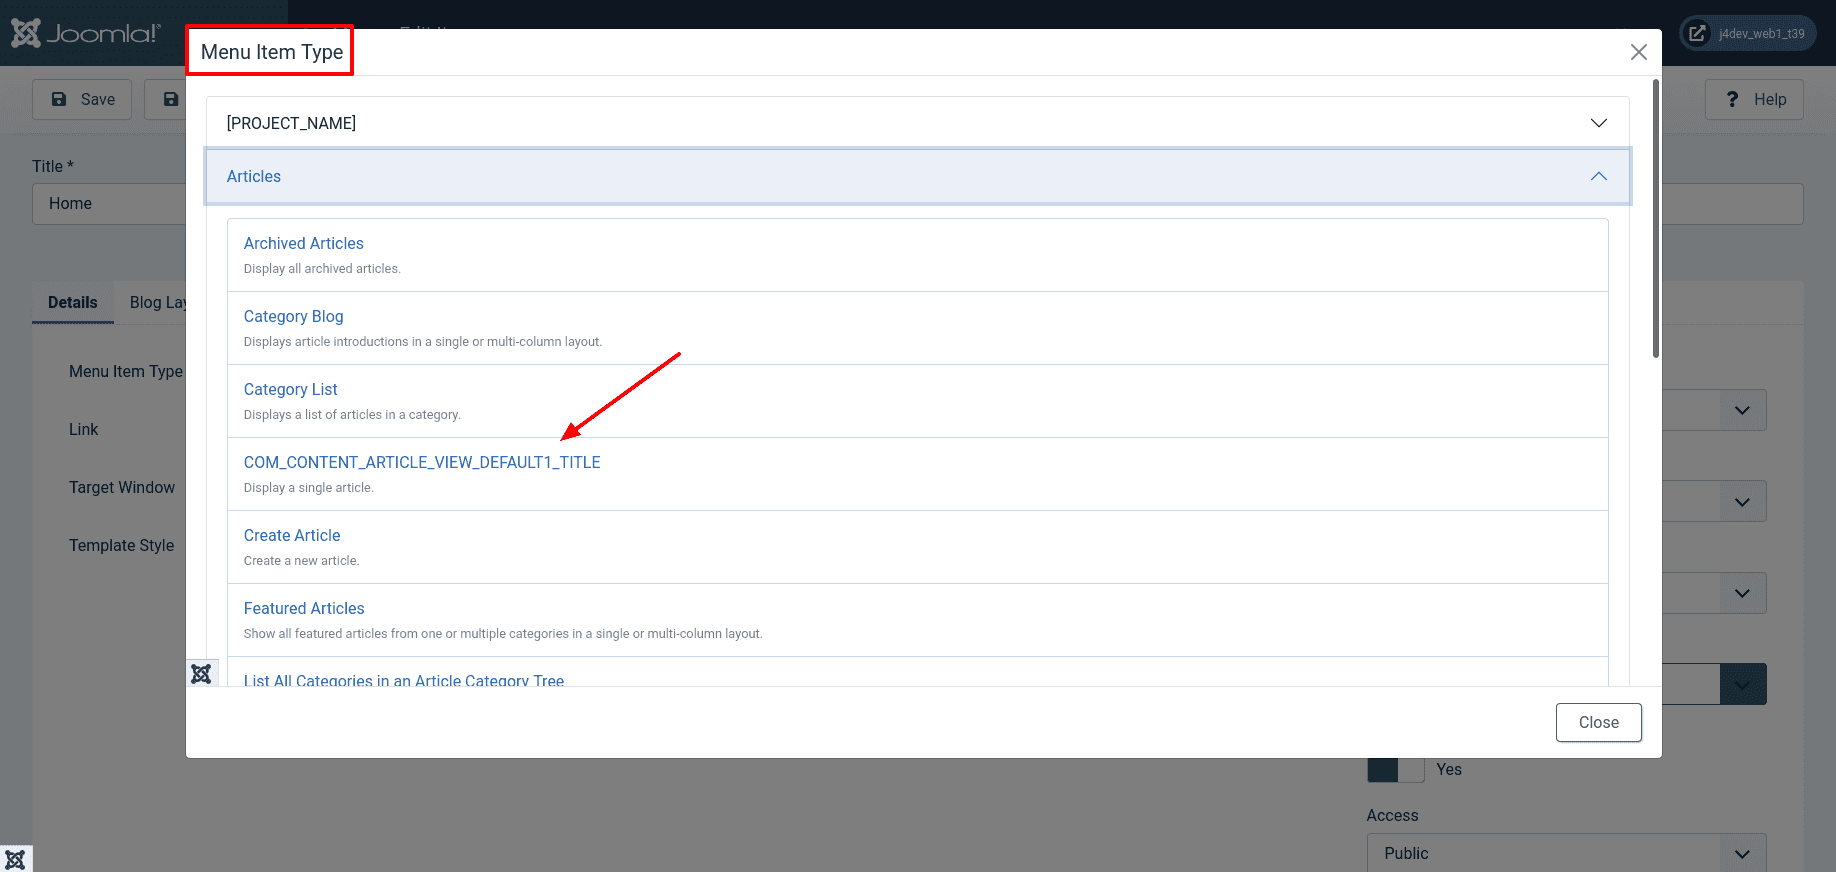 Joomla!
j4dev_web1_t39
Menu Item Type
Save
Help
[PROJECT_NAME]
Title *
Articles
Home
Archived Articles
Display all archived articles.
Details
Blog Lay
Category Blog
Displays article introductions in a single or multi-column layout.
Menu Item Type
Category List
Displays a list of articles in a category.
Link
COM_CONTENT_ARTICLE_VIEW_DEFAULT1_TITLE
Display a single article.
Target Window
Create Article
Create a new article.
Template Style
Featured Articles
Show all featured articles from one or multiple categories in a single or multi-column layout.
List All Categories in an Article Category Tree
Close
Yes
Access
Public